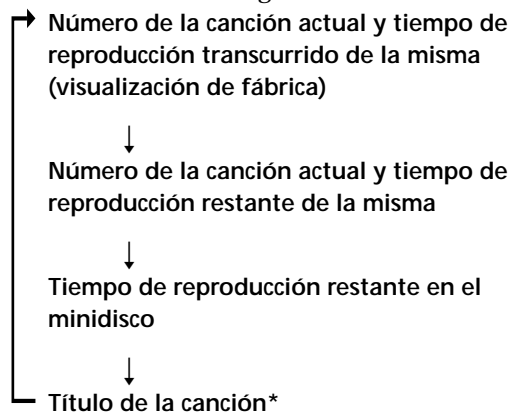 Número de la canción actual y tiempo de
reproducción transcurrido de la misma
(visualización de fábrica)
Número de la canción actual y tiempo de
reproducción restante de la misma
Tiempo de reproducción restante en el
minidisco
Título de la canción*